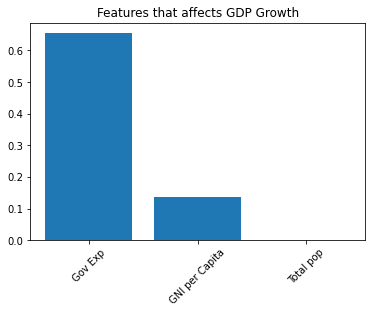 Features that affects GDP Growth
0.6
0.5
0.4
0.3
0.2
0.1
0.0
Gov Exp
GNI per Capita
Total pop